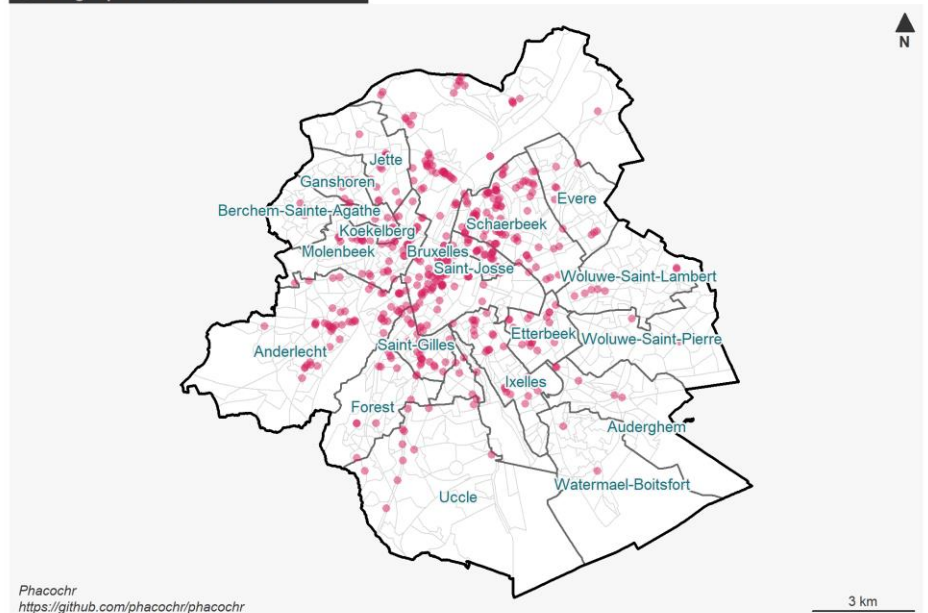 N
Jette
Ganshoren
Evere
Berchem-Sainte-Agathe
Schaerbeek
Koekelberg
Molenbeek
Bruxelles
Saint-Josse
Woluwe-Saint-Lambert
Etterbeek
Woluwe-Saint-Pierre
Saint-Gilles
Anderlecht
Ixelles
Forest
Auderghem
Watermael-Boitsfort
Uccle
Phacochr
https://github.com/phacochr/phacochr
3 km